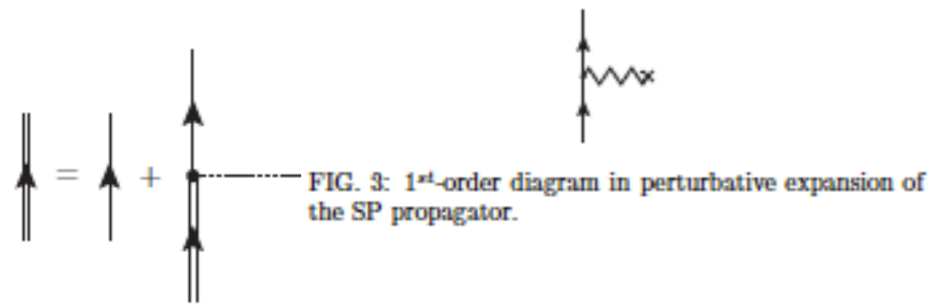 = +
FIG. 3: 1ˢᵗ-order diagram in perturbative expansion of
the SP propagator.